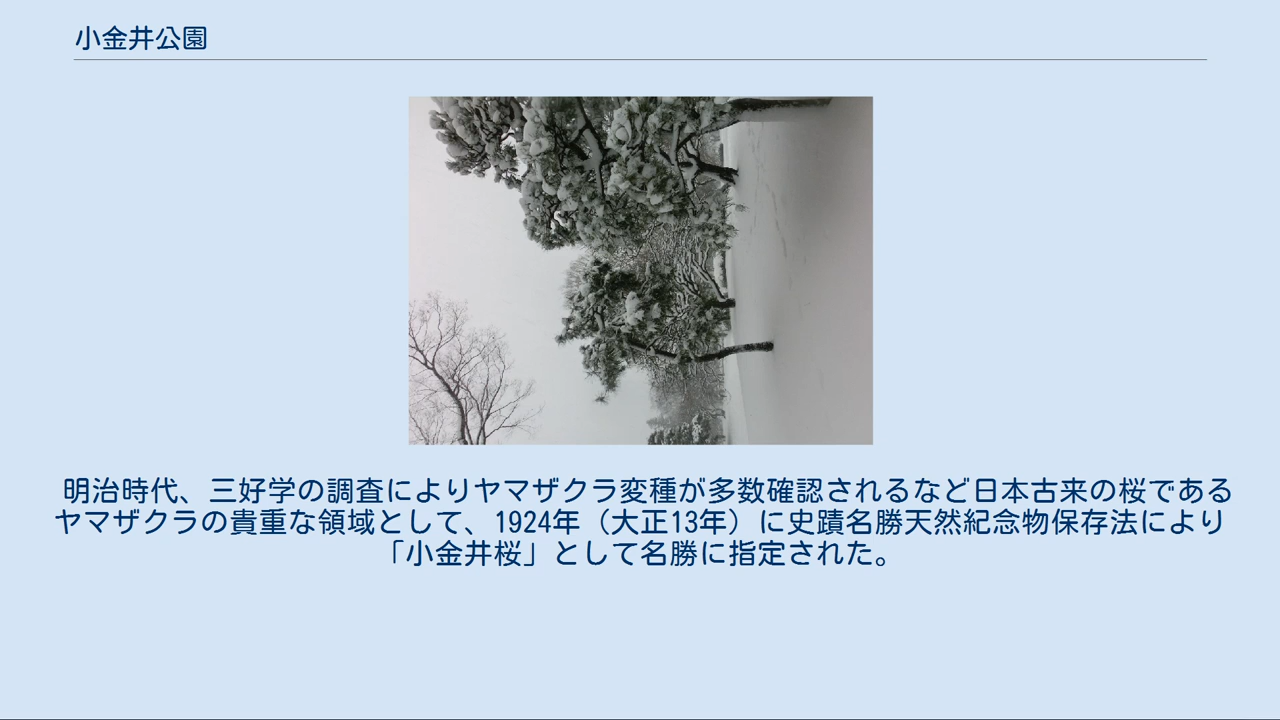 小金井公園
明治時代、三好学の調査によりヤマザクラ変種が多数確認されるなど日本古来の桜である
ヤマザクラの貴重な領域として、1924年（大正13年）に史蹟名勝天然紀念物保存法により
「小金井桜」として名勝に指定された。